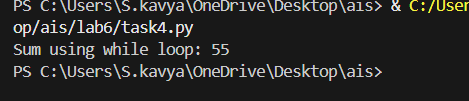 PS C:\Users\S.kavya\OneDrive\Desktop\ais> & C:/User
op/ais/lab6/task4.py
Sum using while loop: 55
PS C:\Users\S.kavya\OneDrive\Desktop\ais>